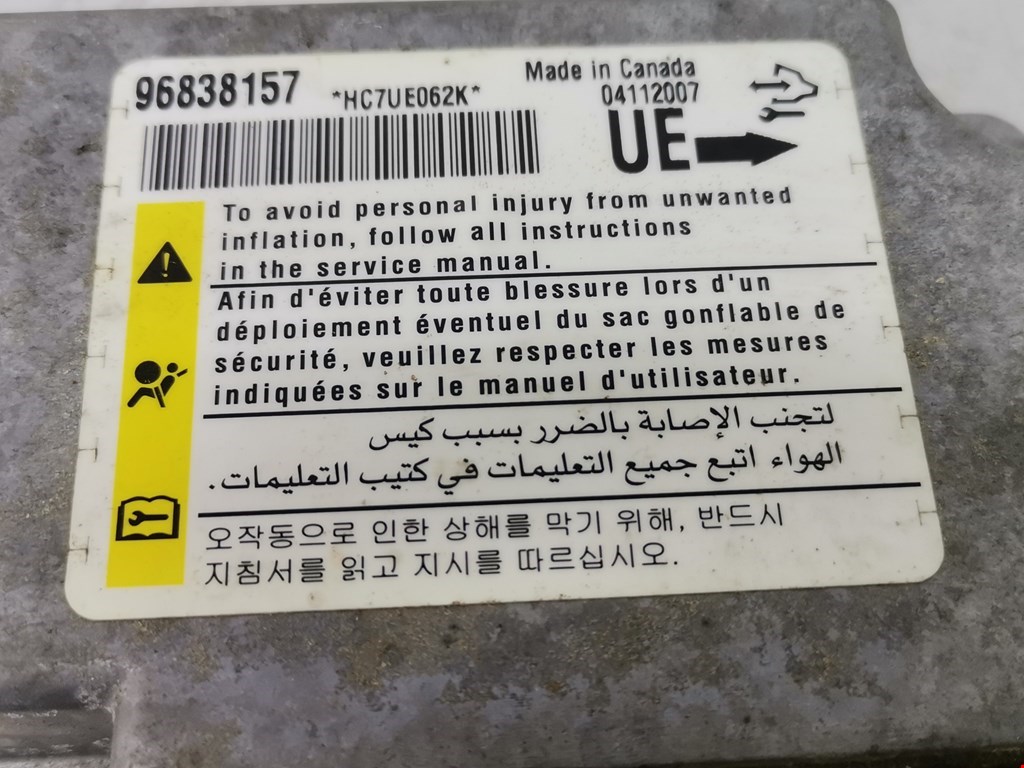 96838157 *HC7UE062K* Made in Canada
04112007
UE
To avoid personal injury from unwanted
inflation, follow all instructions
in the service manual.
Afin d'éviter toute blessure lors d'un
déploiement éventuel du sac gonflable de
sécurité, veuillez respecter les mesures
indiquées sur le manuel d'utilisateur.
لتجنب الإصابة بالضرر بسبب كيس
الهواء اتبع جميع التعليمات في كتيب التعليمات.
오작동으로 인한 상해를 막기 위해, 반드시
지침서를 읽고 지시를 따르십시오.